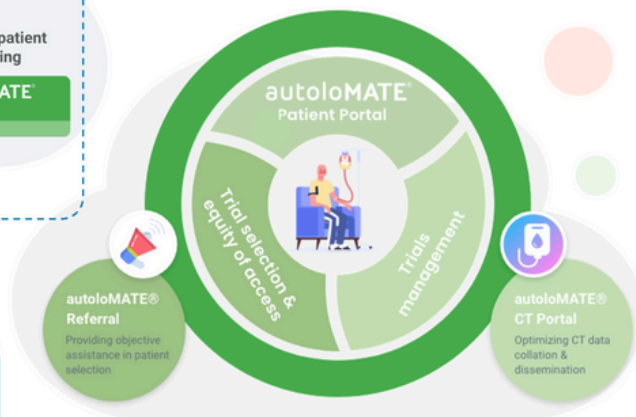 patient
ing
ATE®
autoloMATE®
Patient Portal
Trial selection &
equity of access
Trials
management
autoloMATE®
Referral
Providing objective
assistance in patient
selection
autoloMATE®
CT Portal
Optimizing CT data
collation &
dissemination